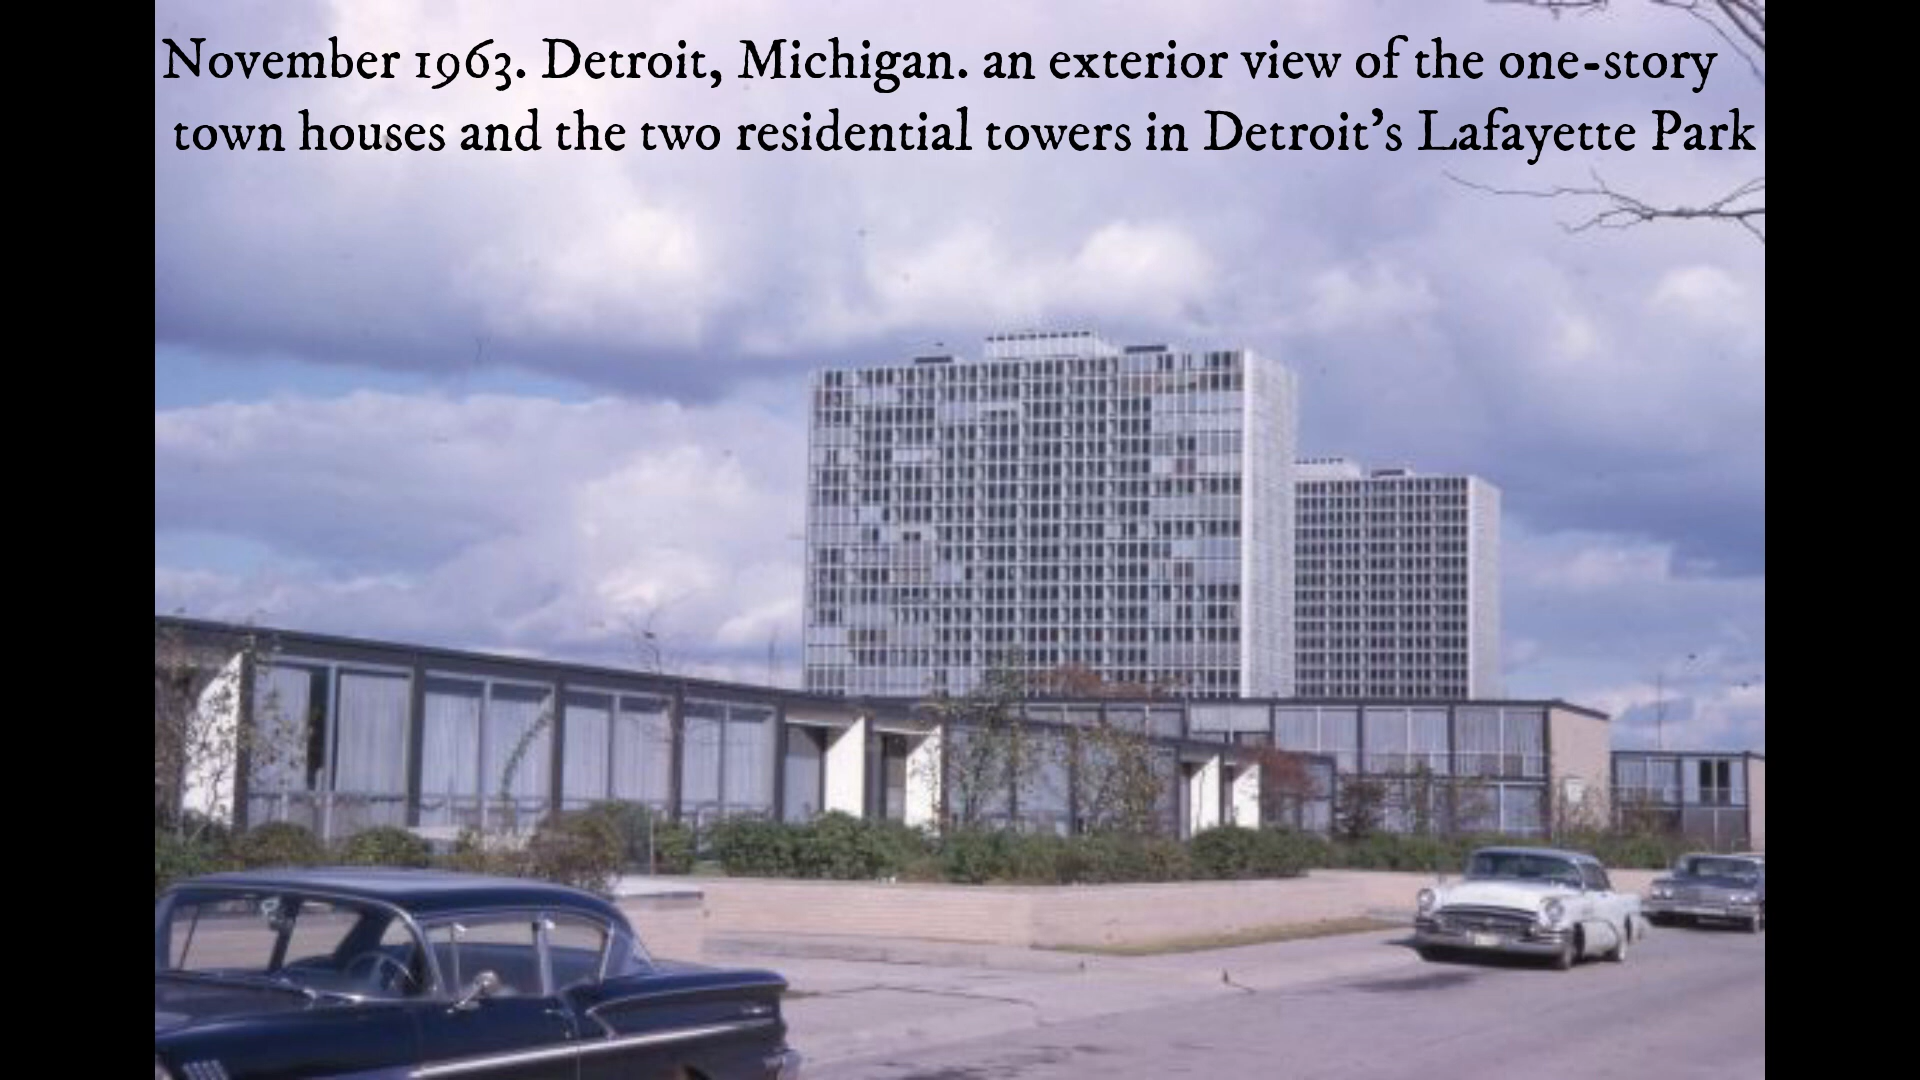 November 1963. Detroit, Michigan. an exterior view of the one-story
town houses and the two residential towers in Detroit's Lafayette Park